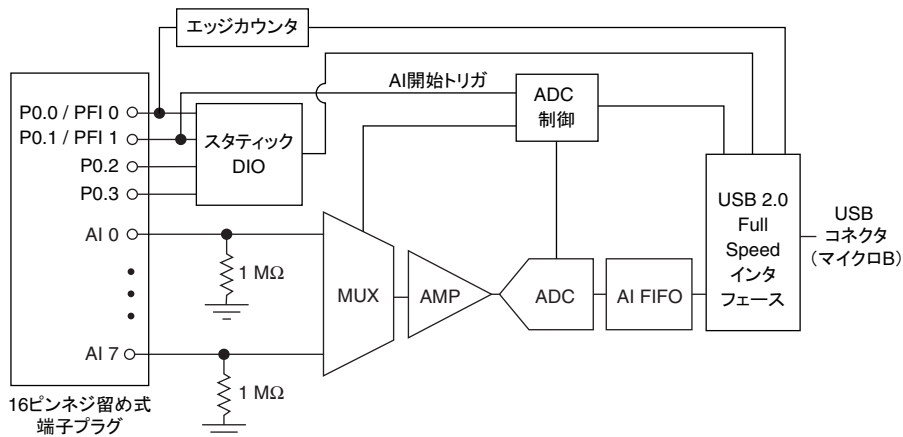 エッジカウンタ
AI開始トリガ
P0.0 / PFI 0
P0.1 / PFI 1
P0.2
P0.3
スタティック
DIO
ADC
制御
AI 0
1 MΩ
AI 7
1 MΩ
MUX
AMP
ADC
AI FIFO
USB 2.0
Full
Speed
インタ
フェース
USB
コネクタ
(マイクロB)
16ピンネジ留め式
端子プラグ